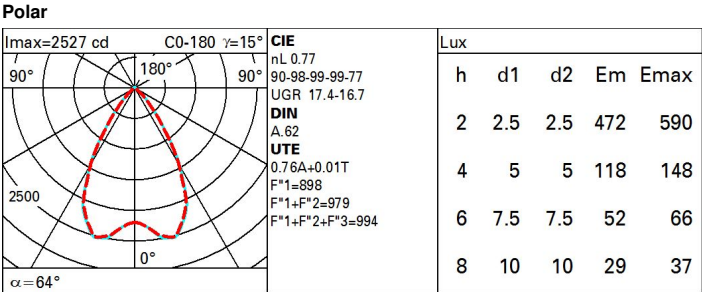 Polar
Imax=2527 cd C0-180 γ=15°
90° 180° 90°
2500
0°
α=64°
CIE
nL 0.77
90-98-99-99-77
UGR 17.4-16.7
DIN
A.62
UTE
0.76A+0.01T
F"1=898
F"1+F"2=979
F"1+F"2+F"3=994
Lux
h d1 d2 Em Emax
2 2.5 2.5 472 590
4 5 5 118 148
6 7.5 7.5 52 66
8 10 10 29 37